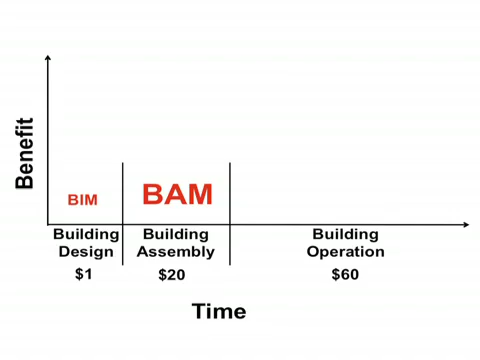 Benefit
BIM
BAM
Building
Design
$1
Building
Assembly
$20
Building
Operation
$60
Time